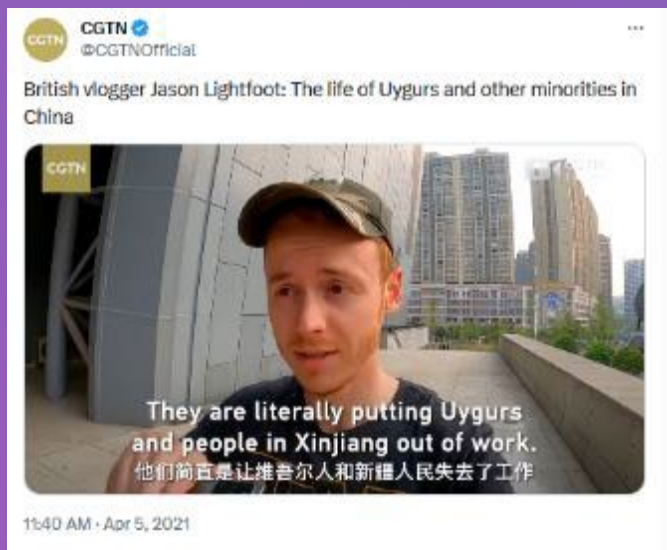 CGTN
CGTN
@CGTNOfficial
British vlogger Jason Lightfoot: The life of Uygurs and other minorities in
China
CGTN
They are literally putting Uygurs
and people in Xinjiang out of work.
他们简直是让维吾尔人和新疆人民失去了工作
11:40 AM · Apr 5, 2021